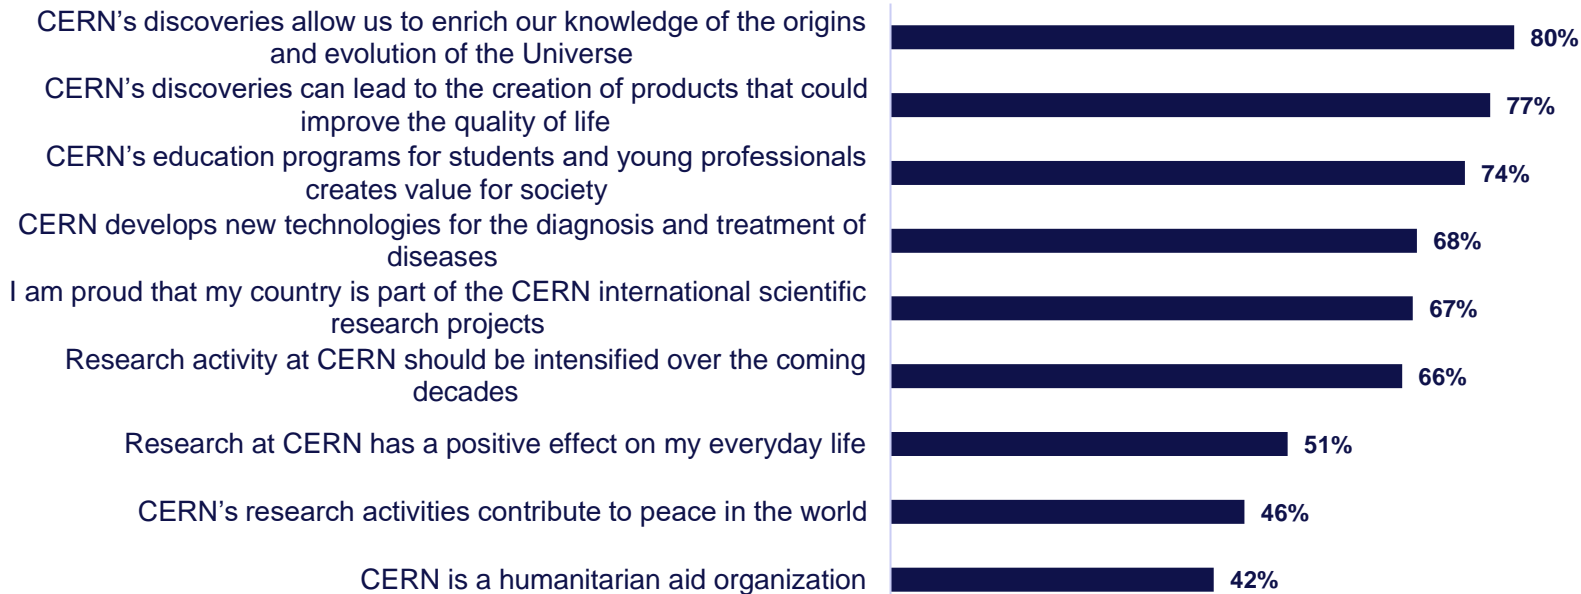 CERN’s discoveries allow us to enrich our knowledge of the origins
and evolution of the Universe
80%
CERN’s discoveries can lead to the creation of products that could
improve the quality of life
77%
CERN’s education programs for students and young professionals
creates value for society
74%
CERN develops new technologies for the diagnosis and treatment of
diseases
68%
I am proud that my country is part of the CERN international scientific
research projects
67%
Research activity at CERN should be intensified over the coming
decades
66%
Research at CERN has a positive effect on my everyday life
51%
CERN’s research activities contribute to peace in the world
46%
CERN is a humanitarian aid organization
42%